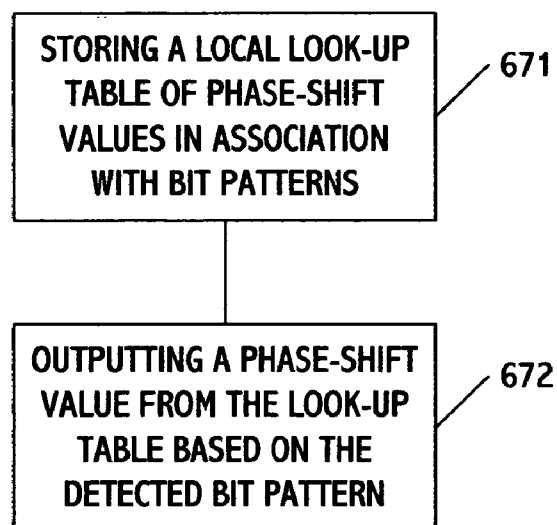 STORING A LOCAL LOOK-UP
TABLE OF PHASE-SHIFT
VALUES IN ASSOCIATION
WITH BIT PATTERNS
671
OUTPUTTING A PHASE-SHIFT
VALUE FROM THE LOOK-UP
TABLE BASED ON THE
DETECTED BIT PATTERN
672